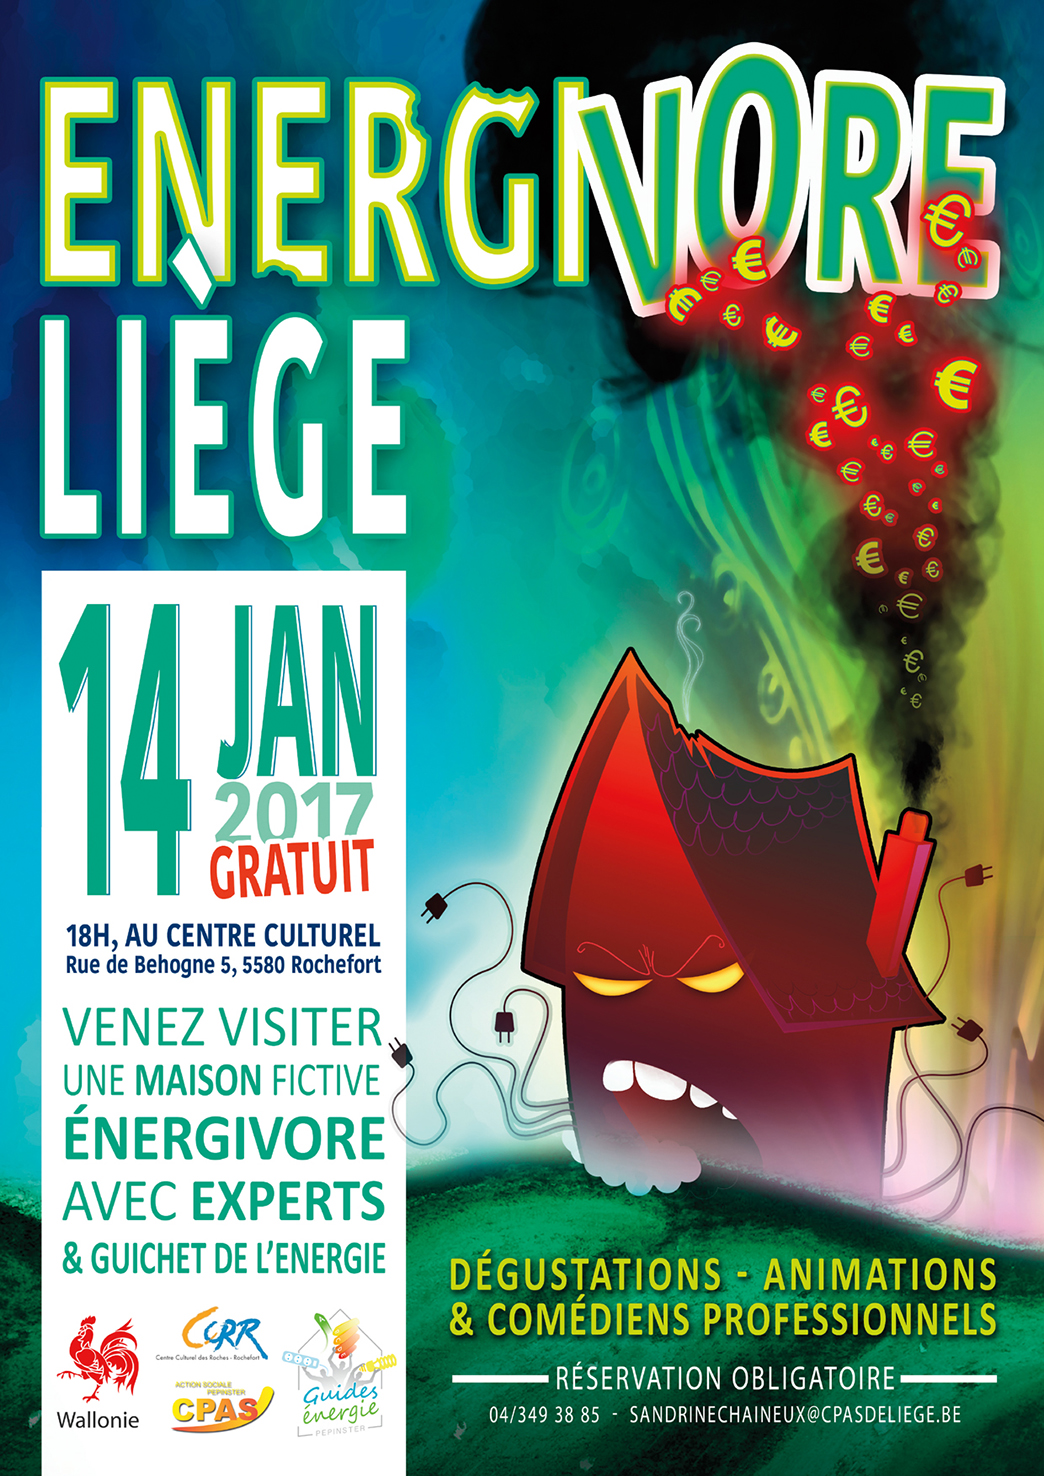 ENERGIVORE
LIÈGE
14 JAN
2017
GRATUIT
18H, AU CENTRE CULTUREL
Rue de Behogne 5, 5580 Rochefort
VENEZ VISITER
UNE MAISON FICTIVE
ÉNERGIVORE
AVEC EXPERTS
& GUICHET DE L'ENERGIE
DÉGUSTATIONS - ANIMATIONS
& COMÉDIENS PROFESSIONNELS
RÉSERVATION OBLIGATOIRE
04/349 38 85 - SANDRINECHAINEUX@CPASDELIEGE.BE
Wallonie
CCRR
Centre Culturel des Roches - Rochefort
ACTION SOCIALE
PEPINSTER
CPAS
Guides
énergie
PEPINSTER